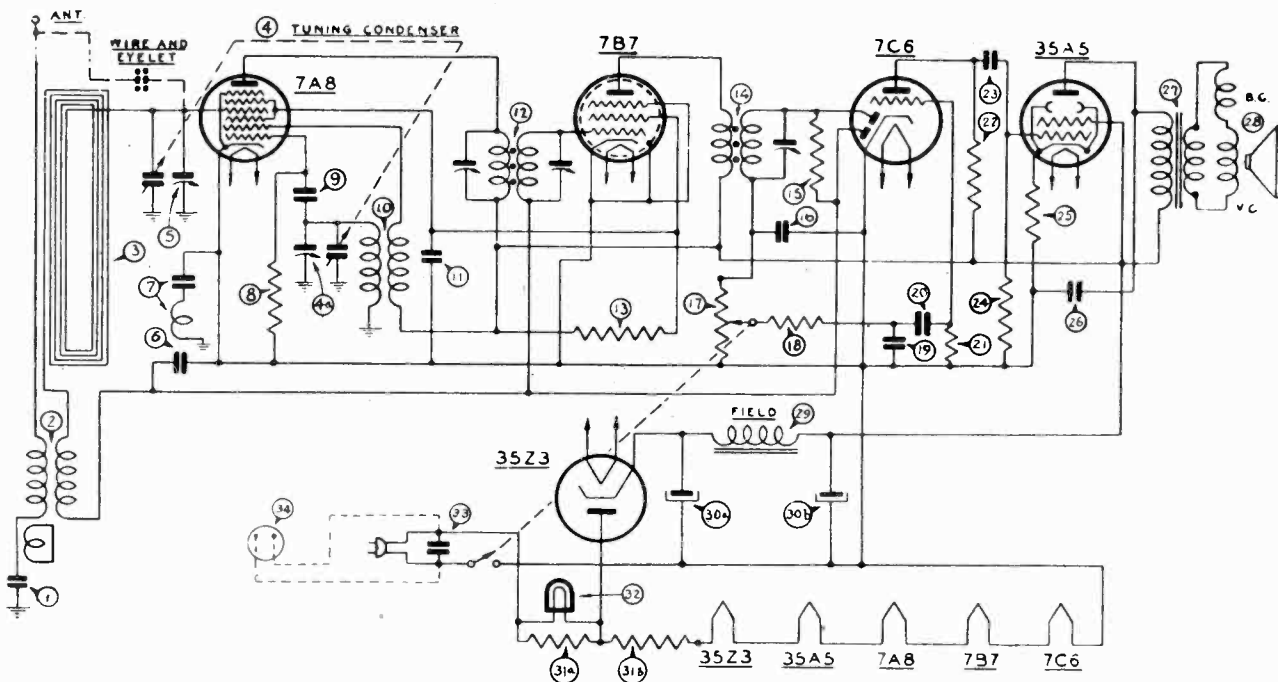 ANT.
WIRE AND
EYELET
4 TUNING CONDENSER
7A8
7B7
7C6
35A5
23
27
B.C.
28
V.C.
12
14
22
9
15
25
5
3
10
16
7
11
8
4a
17
20
24
26
6
13
18
19
21
2
FIELD
29
35Z3
30a
30b
34
33
1
32
31a
31b
35Z3
35A5
7A8
7B7
7C6